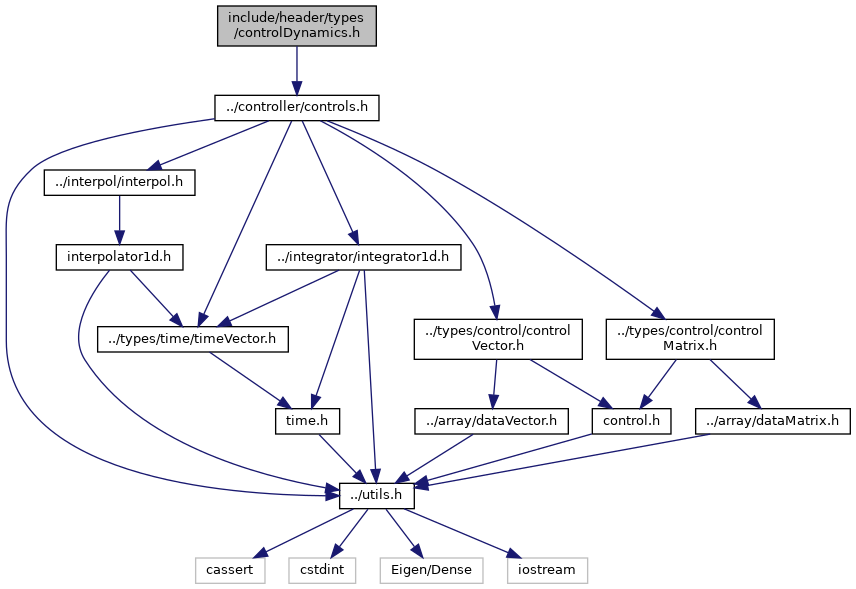 include/header/types
/controlDynamics.h
../controller/controls.h
../interpol/interpol.h
interpolator1d.h
../integrator/integrator1d.h
../types/time/timeVector.h
../types/control/control
Vector.h
../types/control/control
Matrix.h
time.h
../array/dataVector.h
control.h
../array/dataMatrix.h
../utils.h
cassert
cstdint
Eigen/Dense
iostream